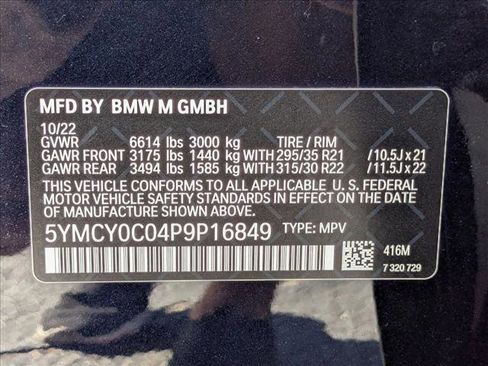 MFD BY BMW M GMBH
10/22
GVWR 6614 lbs 3000 kg TIRE / RIM
GAWR FRONT 3175 lbs 1440 kg WITH 295/35 R21 /10.5J x 21
GAWR REAR 3494 lbs 1585 kg WITH 315/30 R22 /11.5J x 22
THIS VEHICLE CONFORMS TO ALL APPLICABLE U. S. FEDERAL
MOTOR VEHICLE SAFETY STANDARDS IN EFFECT ON THE
DATE OF MANUFACTURE SHOWN ABOVE.
5YMCY0C04P9P16849 TYPE: MPV
416M
7 320 729